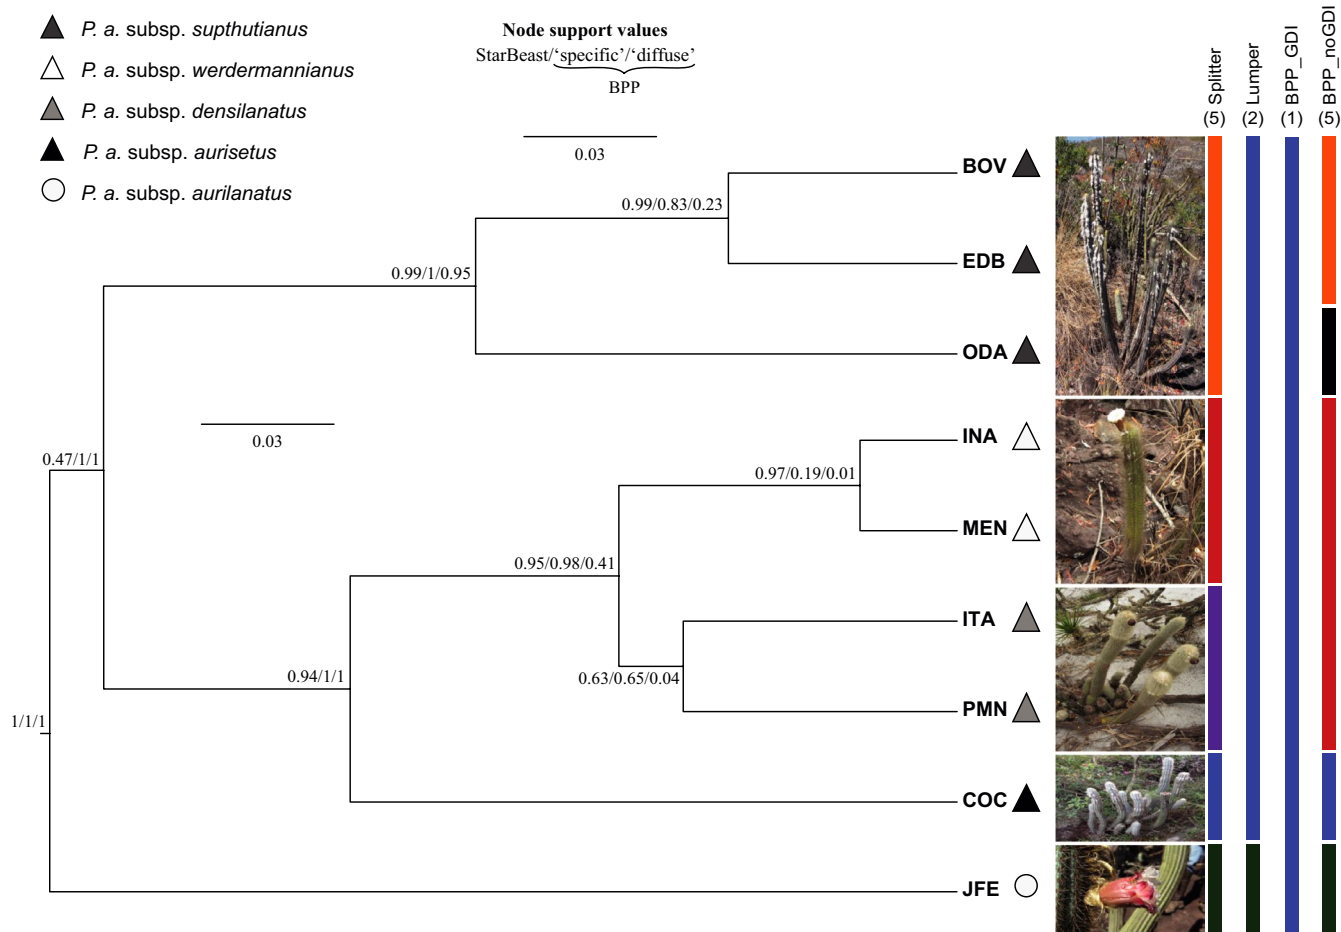 P. a. subsp. supthutianus
P. a. subsp. werdermannianus
P. a. subsp. densilanatus
P. a. subsp. aurisetus
P. a. subsp. aurilanatus
Node support values
StarBeast/‘specific’/‘diffuse’
BPP
0.03
(5) Splitter
(2) Lumper
(1) BPP_GDI
(5) BPP_noGDI
BOV
0.99/0.83/0.23
EDB
0.99/1/0.95
ODA
0.03
INA
0.47/1/1
0.97/0.19/0.01
MEN
0.95/0.98/0.41
ITA
0.94/1/1
0.63/0.65/0.04
PMN
1/1/1
COC
JFE